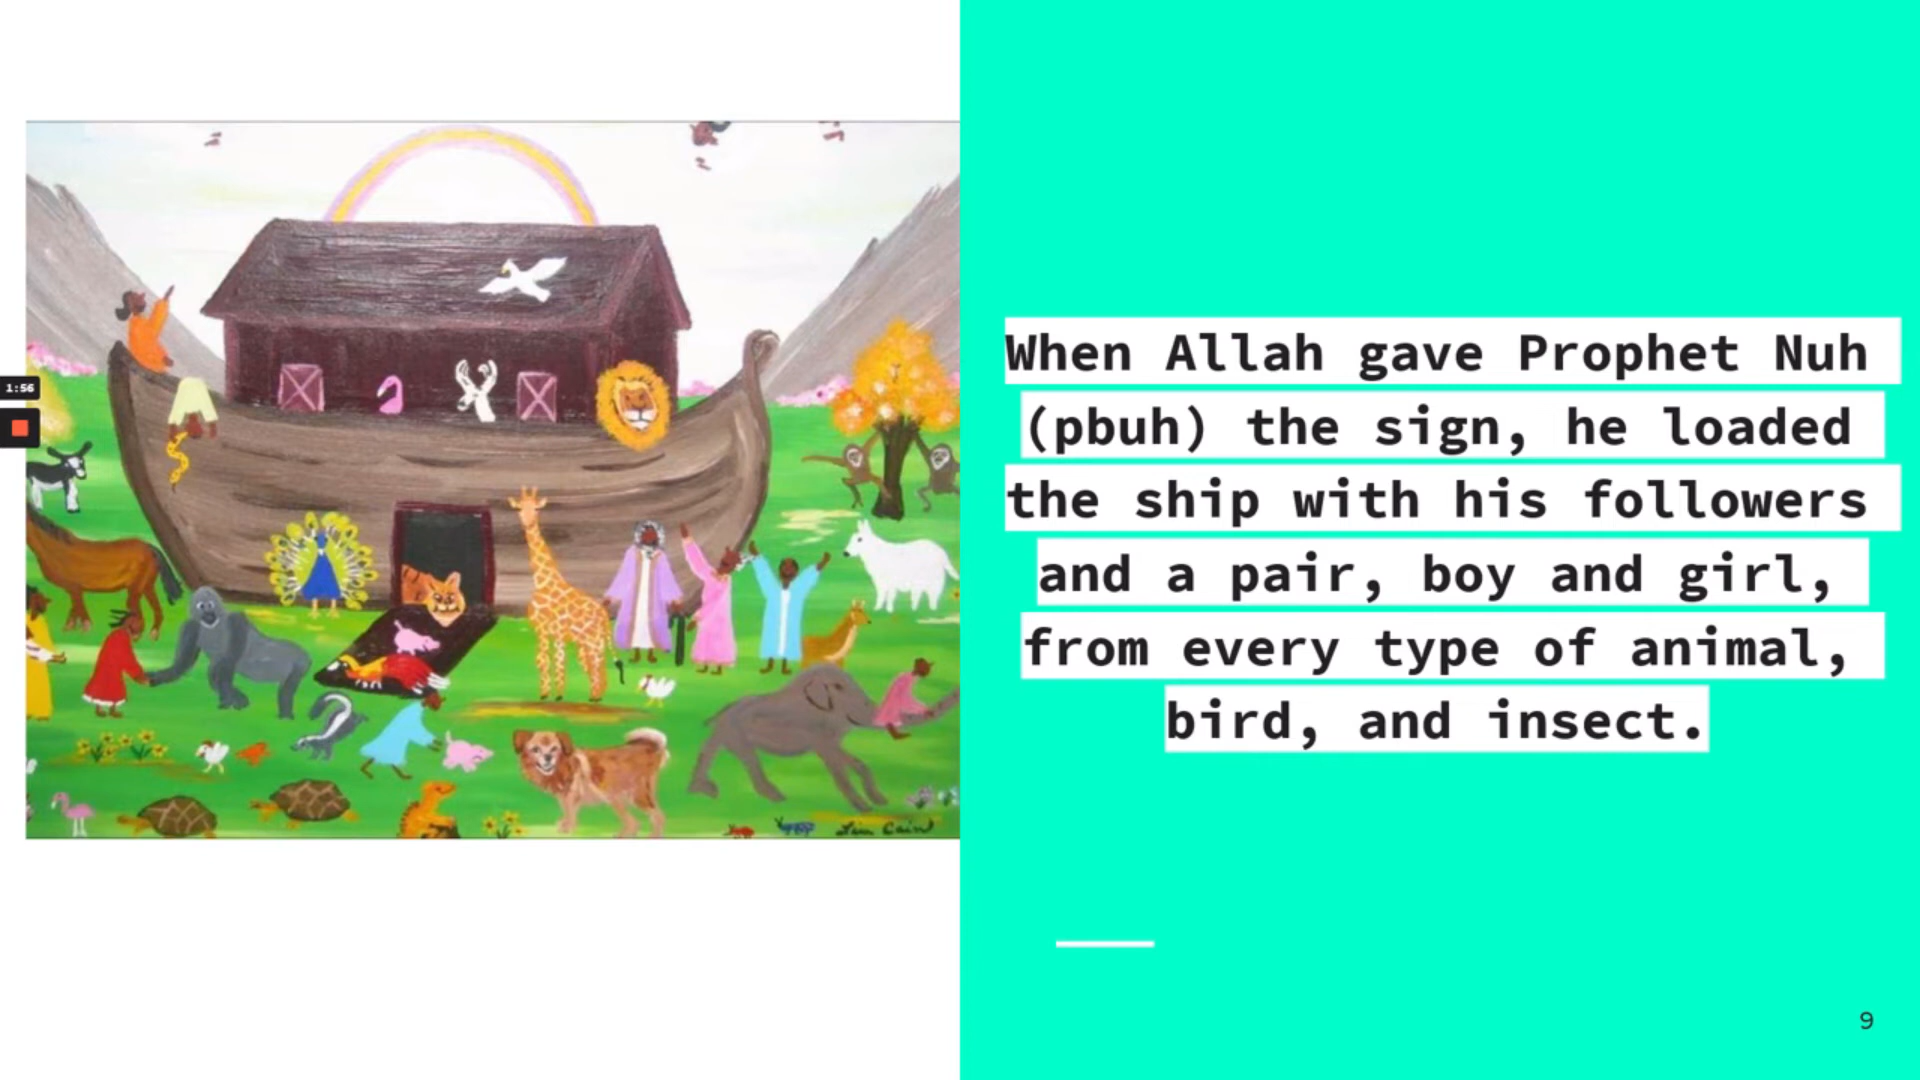 1:56
When Allah gave Prophet Nuh
(pbuh) the sign, he loaded
the ship with his followers
and a pair, boy and girl,
from every type of animal,
bird, and insect.
9